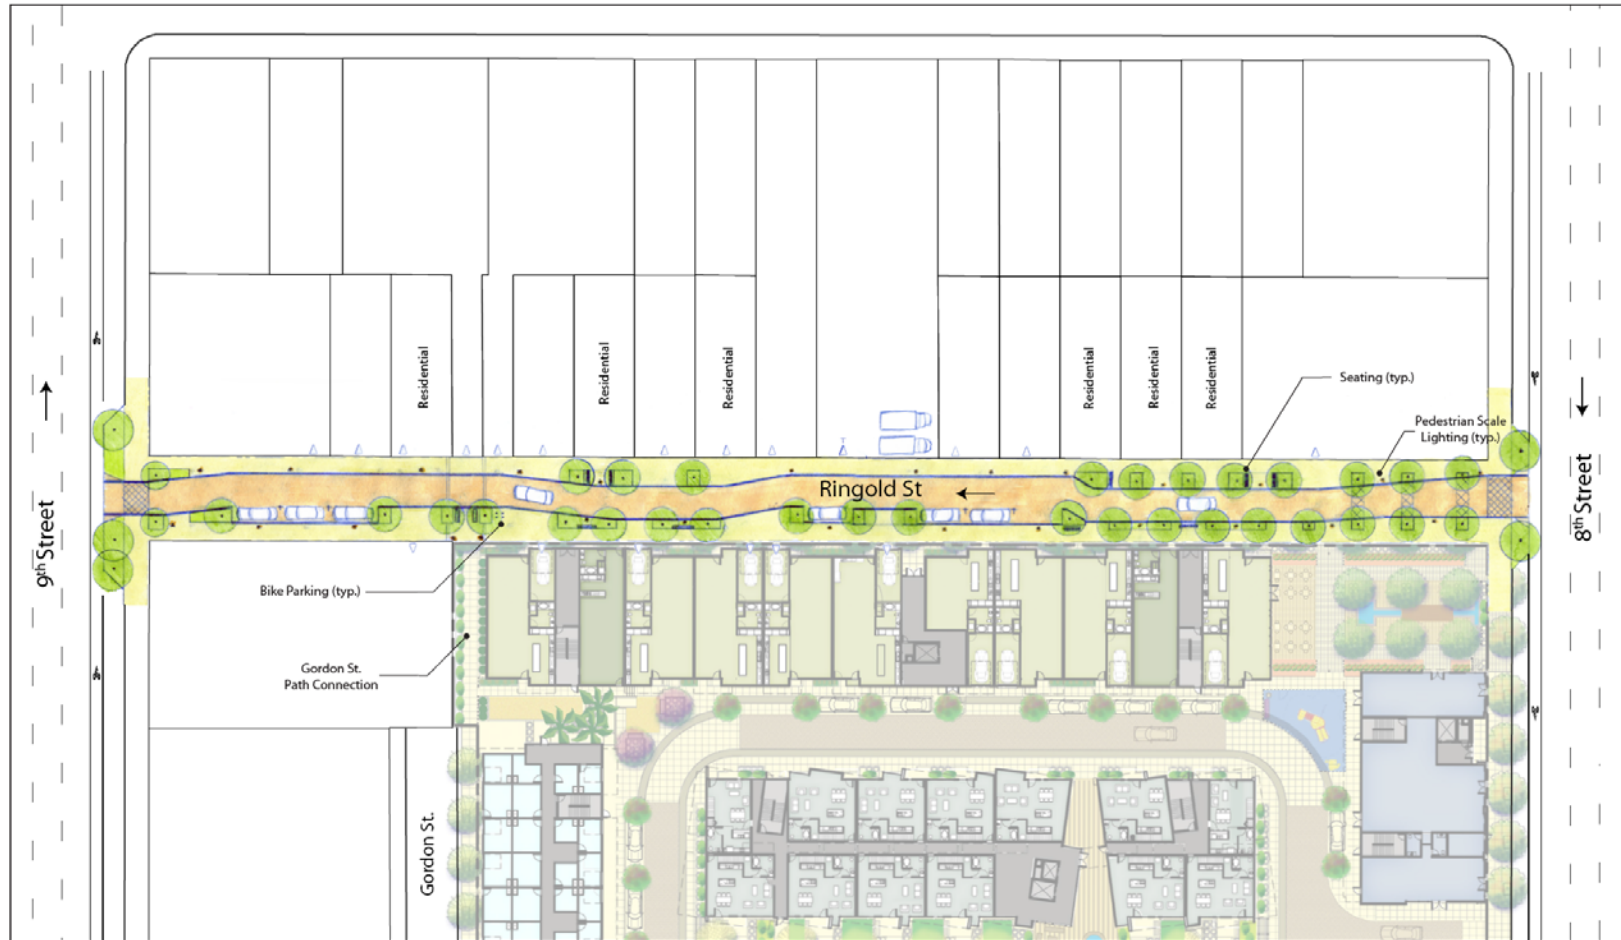 Residential
Residential
Residential
Residential
Residential
Residential
Seating (typ.)
Pedestrian Scale
Lighting (typ.)
Ringold St
9th Street
8th Street
Bike Parking (typ.)
Gordon St.
Path Connection
Gordon St.